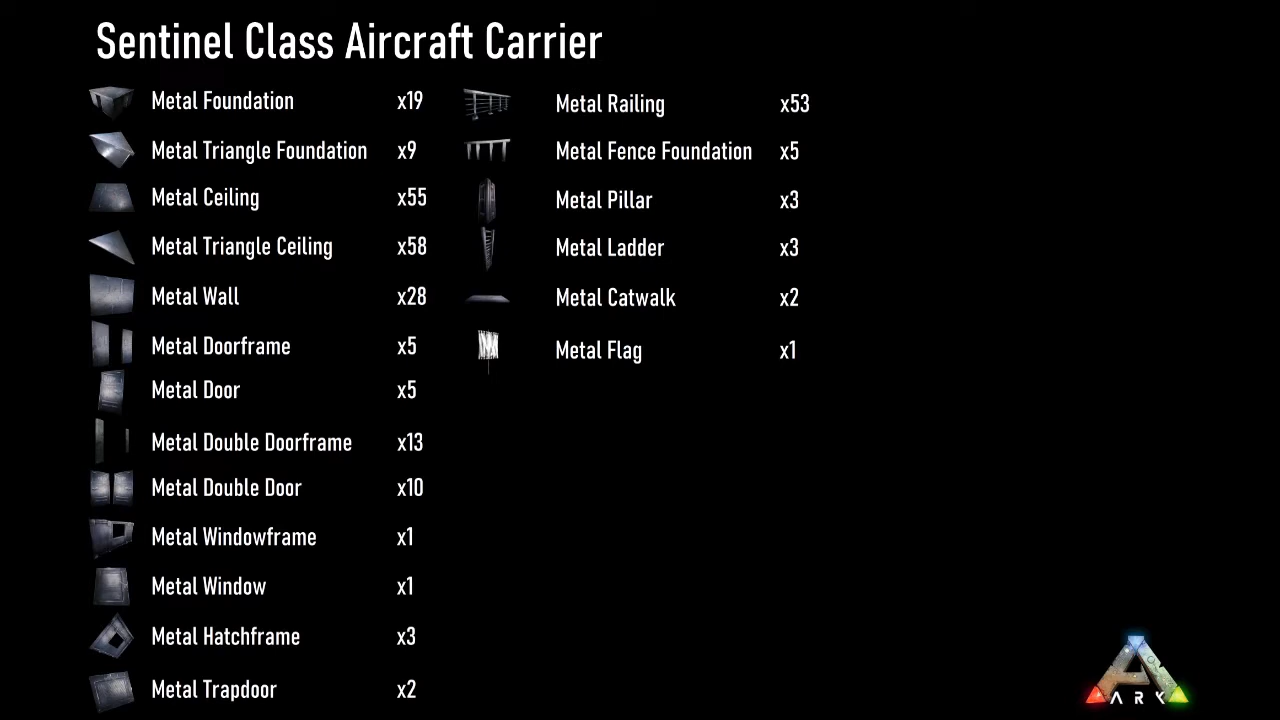 Sentinel Class Aircraft Carrier
Metal Foundation x19
Metal Triangle Foundation x9
Metal Ceiling x55
Metal Triangle Ceiling x58
Metal Wall x28
Metal Doorframe x5
Metal Door x5
Metal Double Doorframe x13
Metal Double Door x10
Metal Windowframe x1
Metal Window x1
Metal Hatchframe x3
Metal Trapdoor x2
Metal Railing x53
Metal Fence Foundation x5
Metal Pillar x3
Metal Ladder x3
Metal Catwalk x2
Metal Flag x1
ARK